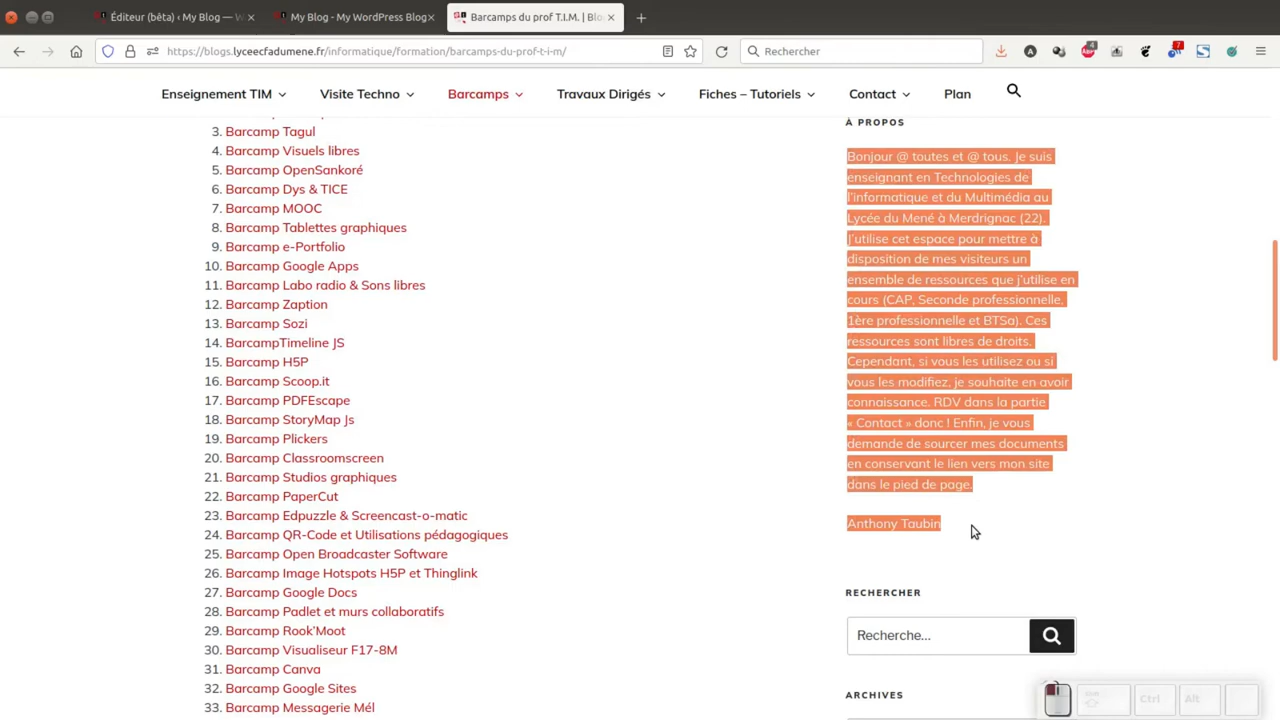 Éditeur (bêta) ‹ My Blog — W
My Blog - My WordPress Blog
Barcamps du prof T.I.M. | Blo
https://blogs.lyceecfadumene.fr/informatique/formation/barcamps-du-prof-t-i-m/
Rechercher
4
7
Enseignement TIM
Visite Techno
Barcamps
Travaux Dirigés
Fiches – Tutoriels
Contact
Plan
3. Barcamp Tagul
4. Barcamp Visuels libres
5. Barcamp OpenSankoré
6. Barcamp Dys & TICE
7. Barcamp MOOC
8. Barcamp Tablettes graphiques
9. Barcamp e-Portfolio
10. Barcamp Google Apps
11. Barcamp Labo radio & Sons libres
12. Barcamp Zaption
13. Barcamp Sozi
14. BarcampTimeline JS
15. Barcamp H5P
16. Barcamp Scoop.it
17. Barcamp PDFEscape
18. Barcamp StoryMap Js
19. Barcamp Plickers
20. Barcamp Classroomscreen
21. Barcamp Studios graphiques
22. Barcamp PaperCut
23. Barcamp Edpuzzle & Screencast-o-matic
24. Barcamp QR-Code et Utilisations pédagogiques
25. Barcamp Open Broadcaster Software
26. Barcamp Image Hotspots H5P et Thinglink
27. Barcamp Google Docs
28. Barcamp Padlet et murs collaboratifs
29. Barcamp Rook’Moot
30. Barcamp Visualiseur F17-8M
31. Barcamp Canva
32. Barcamp Google Sites
33. Barcamp Messagerie Mél
À PROPOS
Bonjour @ toutes et @ tous. Je suis
enseignant en Technologies de
l’informatique et du Multimédia au
Lycée du Mené à Merdrignac (22).
J’utilise cet espace pour mettre à
disposition de mes visiteurs un
ensemble de ressources que j’utilise en
cours (CAP, Seconde professionnelle,
1ère professionnelle et BTSa). Ces
ressources sont libres de droits.
Cependant, si vous les utilisez ou si
vous les modifiez, je souhaite en avoir
connaissance. RDV dans la partie
« Contact » donc ! Enfin, je vous
demande de sourcer mes documents
en conservant le lien vers mon site
dans le pied de page.
Anthony Taubin
RECHERCHER
Recherche…
ARCHIVES
Ctrl
Alt